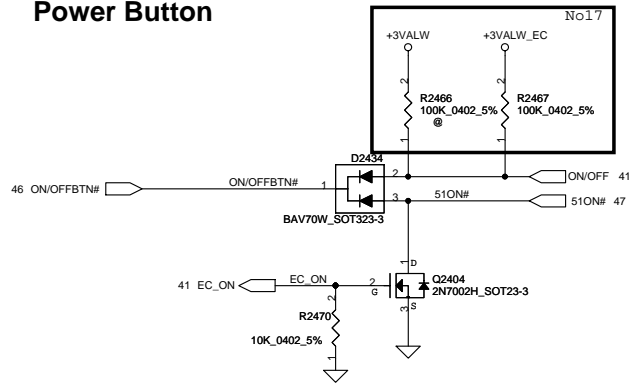 Power Button
No17
+3VALW
+3VALW_EC
2
2
R2466
100K_0402_5%
@
R2467
100K_0402_5%
1
1
D2434
46 ON/OFFBTN#
ON/OFFBTN#
1
2
ON/OFF 41
3
51ON#
51ON# 47
BAV70W_SOT323-3
1
D
41 EC_ON
EC_ON
2
G
Q2404
2N7002H_SOT23-3
3
S
2
R2470
10K_0402_5%
1